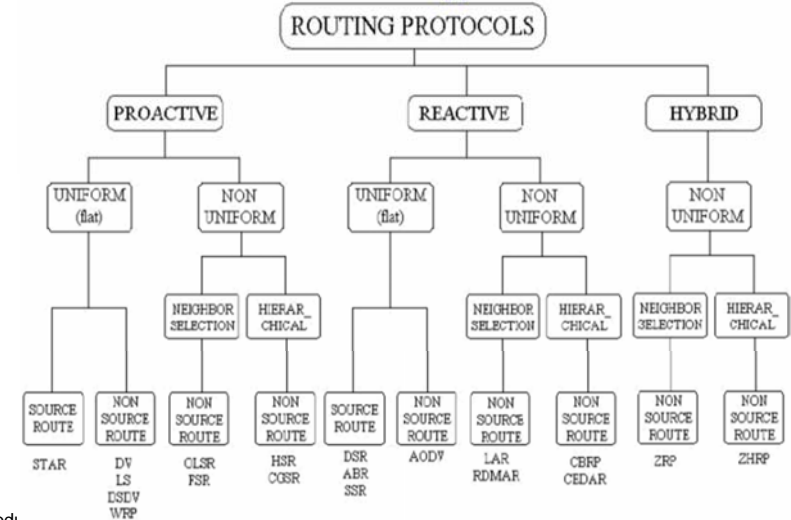 ROUTING PROTOCOLS
PROACTIVE
REACTIVE
HYBRID
UNIFORM
(flat)
NON
UNIFORM
UNIFORM
(flat)
NON
UNIFORM
NON
UNIFORM
NEIGHBOR
SELECTION
HIERAR_
CHICAL
NEIGHBOR
SELECTION
HIERAR_
CHICAL
NEIGHBOR
SELECTION
HIERAR_
CHICAL
SOURCE
ROUTE
NON
SOURCE
ROUTE
NON
SOURCE
ROUTE
NON
SOURCE
ROUTE
SOURCE
ROUTE
NON
SOURCE
ROUTE
NON
SOURCE
ROUTE
NON
SOURCE
ROUTE
NON
SOURCE
ROUTE
NON
SOURCE
ROUTE
STAR
DV
LS
DSDV
WRP
OLSR
FSR
HSR
CGSR
DSR
ABR
SSR
AODV
LAR
RDMAR
CBRP
CEDAR
ZRP
ZHRP